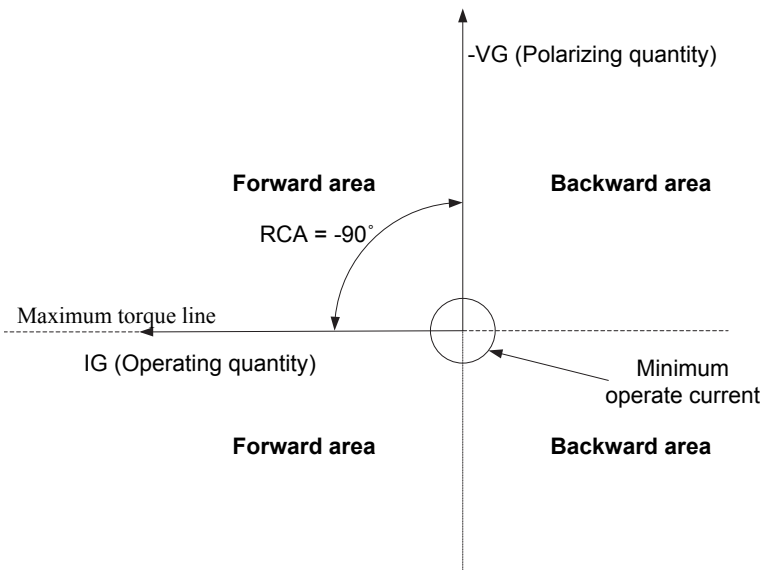 -VG (Polarizing quantity)
Forward area
Backward area
RCA = -90˚
Maximum torque line
IG (Operating quantity)
Minimum
operate current
Forward area
Backward area